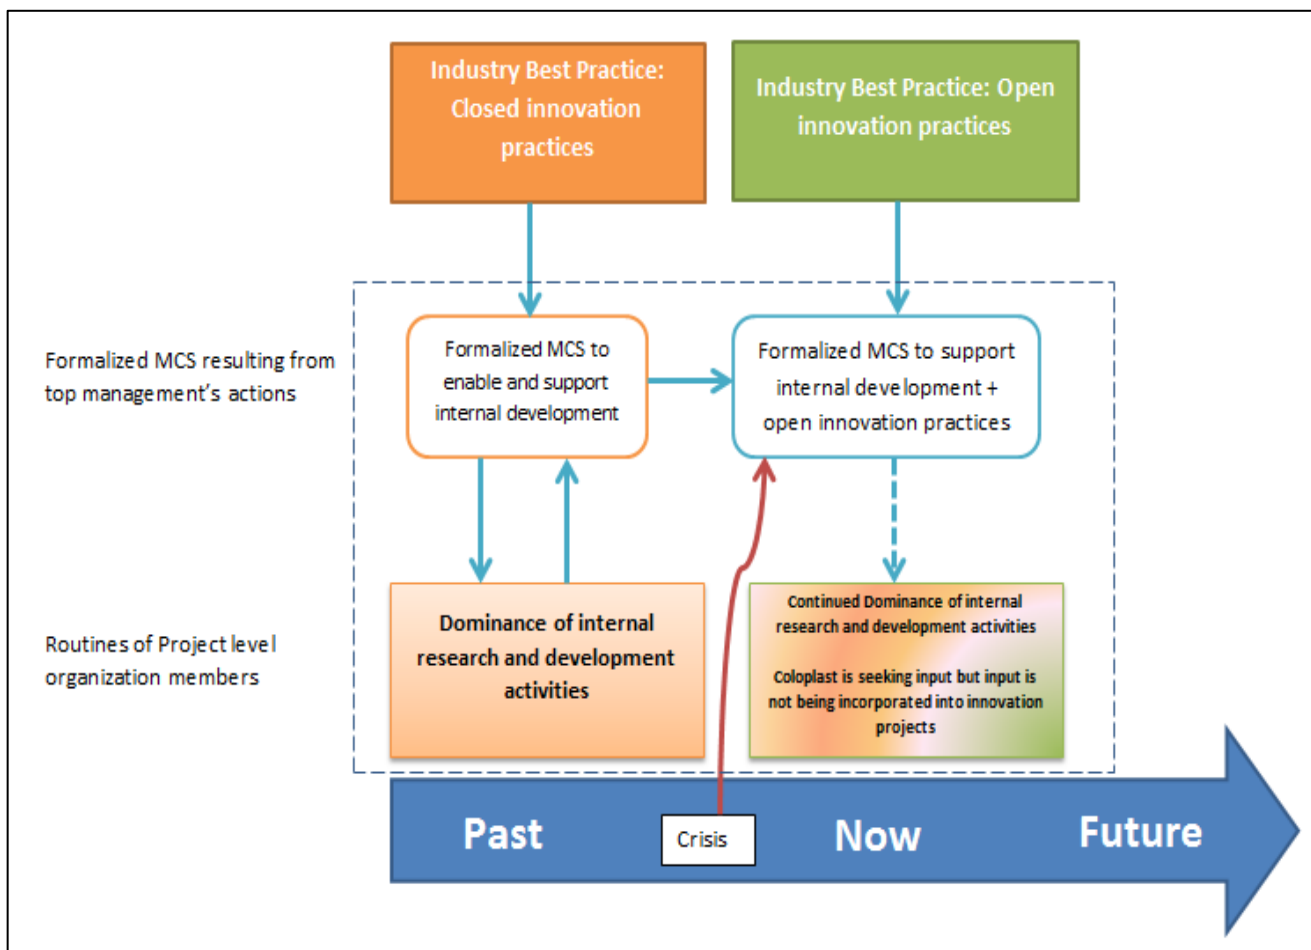 Industry Best Practice:
Closed innovation
practices
Industry Best Practice: Open
innovation practices
Formalized MCS resulting from
top management's actions
Formalized MCS to
enable and support
internal development
Formalized MCS to support
internal development +
open innovation practices
Routines of Project level
organization members
Dominance of internal
research and development
activities
Continued Dominance of internal
research and development activities
Coloplast is seeking input but input is
not being incorporated into innovation
projects
Past
Crisis
Now
Future